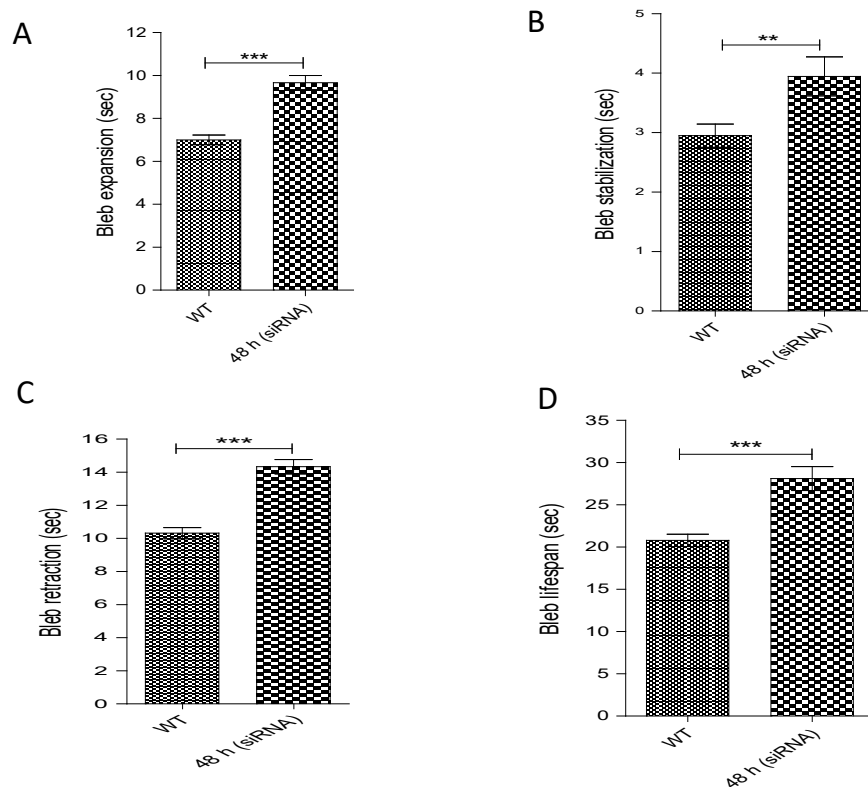 A
Bleb expansion (sec)
12
10
8
6
4
2
0
***
WT
48 h (siRNA)
B
Bleb stabilization (sec)
5
4
3
2
1
0
**
WT
48 h (siRNA)
C
Bleb retraction (sec)
16
14
12
10
8
6
4
2
0
***
WT
48 h (siRNA)
D
Bleb lifespan (sec)
35
30
25
20
15
10
5
0
***
WT
48 h (siRNA)